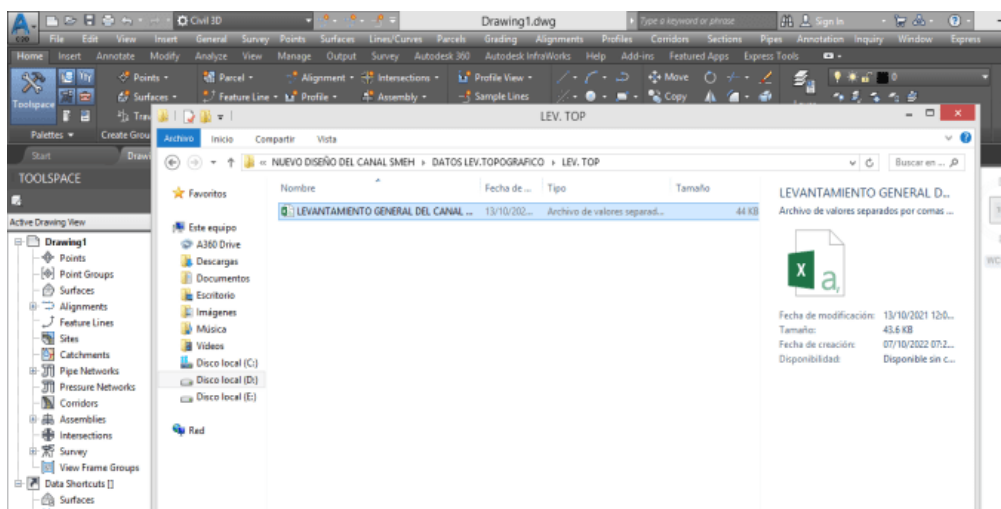 Civil 3D
Drawing1.dwg
Type a keyword or phrase
Sign In
C3D
File Edit View Insert General Survey Points Surfaces Lines/Curves Parcels Grading Alignments Profiles Corridors Sections Pipes Annotation Inquiry Window Express
Home Insert Annotate Modify Analyze View Manage Output Survey Autodesk 360 Autodesk InfraWorks Help Add-ins Featured Apps Express Tools
Toolspace
Points
Parcel
Alignment
Intersections
Profile View
Move
Surfaces
Feature Line
Profile
Assembly
Sample Lines
Copy
Palettes
Create Grou
LEV. TOP
Archivo Inicio Compartir Vista
Start
Drawi
« NUEVO DISEÑO DEL CANAL SMEH ▸ DATOS LEV.TOPOGRAFICO ▸ LEV. TOP
Buscar en ...
TOOLSPACE
Active Drawing View
Drawing1
Points
Point Groups
Surfaces
Alignments
Feature Lines
Sites
Catchments
Pipe Networks
Pressure Networks
Corridors
Assemblies
Intersections
Survey
View Frame Groups
Data Shortcuts []
Surfaces
Favoritos
Este equipo
A360 Drive
Descargas
Documentos
Escritorio
Imágenes
Música
Vídeos
Disco local (C:)
Disco local (D:)
Disco local (E:)
Red
Nombre Fecha de ... Tipo Tamaño
LEVANTAMIENTO GENERAL DEL CANAL ... 13/10/202... Archivo de valores separad... 44 KB
LEVANTAMIENTO GENERAL D...
Archivo de valores separados por comas ...
X a,
Fecha de modificación: 13/10/2021 12:0...
Tamaño: 43.6 KB
Fecha de creación: 07/10/2022 07:2...
Disponibilidad: Disponible sin c...